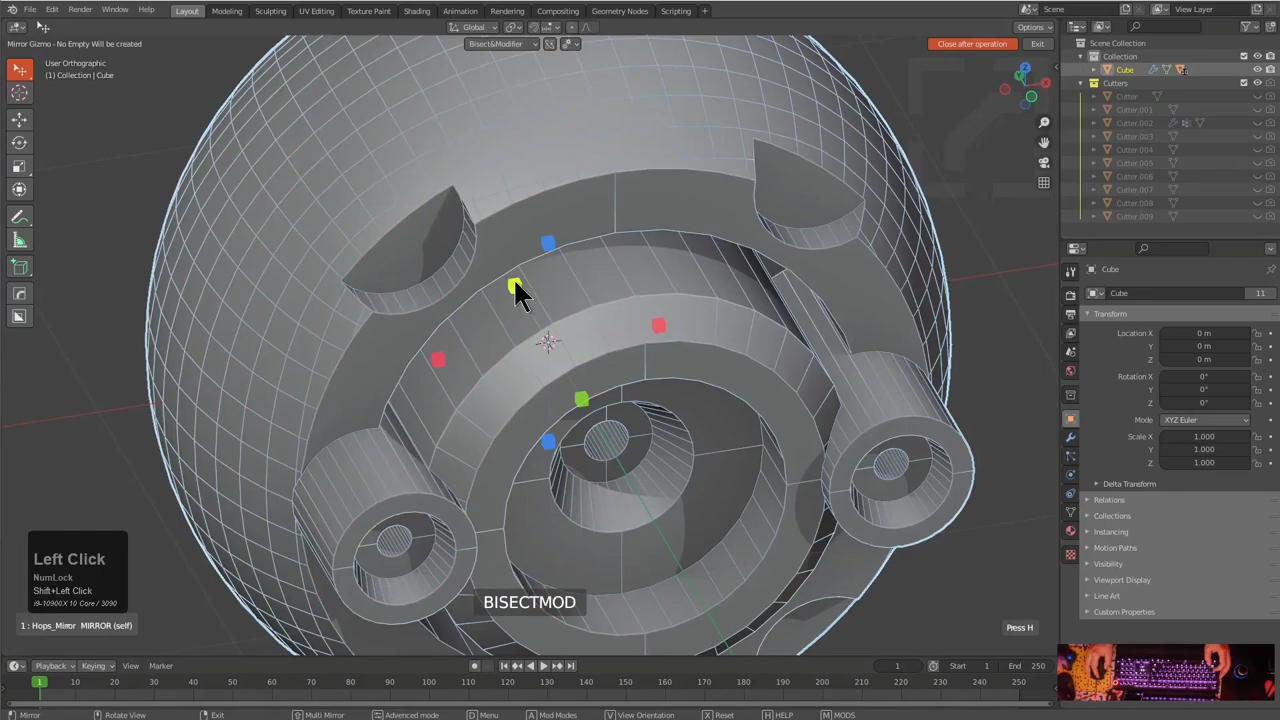 File Edit Render Window Help Layout Modeling Sculpting UV Editing Texture Paint Shading Animation Rendering Compositing Geometry Nodes Scripting + Scene View Layer
Global Options
Mirror Gizmo - No Empty Will be created Bisect&Modifier Close after operation Exit
User Orthographic
(1) Collection | Cube
Scene Collection
Collection
Cube
Cutters
Cutter
Cutter.001
Cutter.002
Cutter.003
Cutter.004
Cutter.005
Cutter.006
Cutter.007
Cutter.008
Cutter.009
Cube
Cube 11
Transform
Location X 0 m
Y 0 m
Z 0 m
Rotation X 0°
Y 0°
Z 0°
Mode XYZ Euler
Scale X 1.000
Y 1.000
Z 1.000
Delta Transform
Relations
Collections
Instancing
Motion Paths
Visibility
Viewport Display
Line Art
Custom Properties
Left Click
NumLock
Shift+Left Click
i9-10900X 10 Core / 3090
BISECTMOD
1 : Hops_Mirror MIRROR (self)
Press H
Playback Keying View Marker 1 Start 1 End 250
1 10 20 30 40 50 60 70 80 90 100 110 120 130 140 150 160 170 180 190 200 210 220 230 240 250
Mirror Rotate View Exit Multi Mirror Advanced mode D Menu A Mod Modes V View Orientation X Reset H HELP M MODS